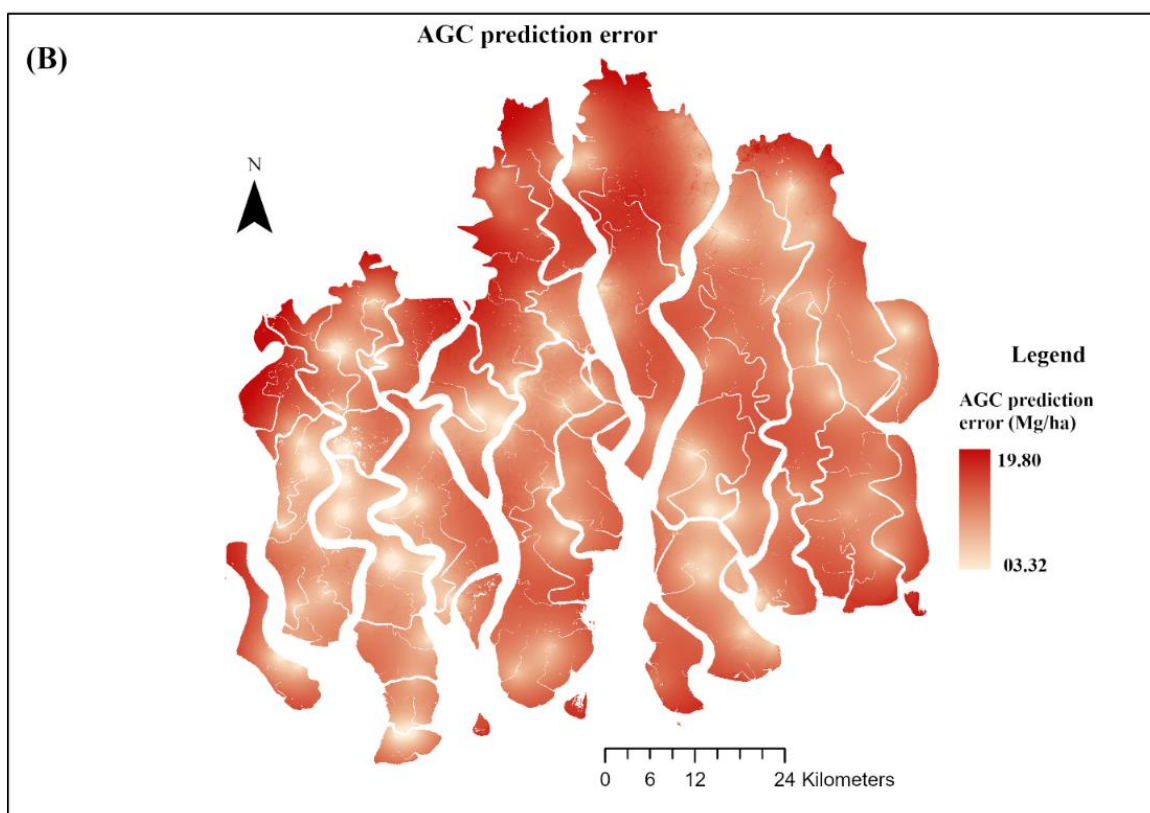 AGC prediction error
(B)
N
Legend
AGC prediction
error (Mg/ha)
19.80
03.32
0 6 12 24 Kilometers